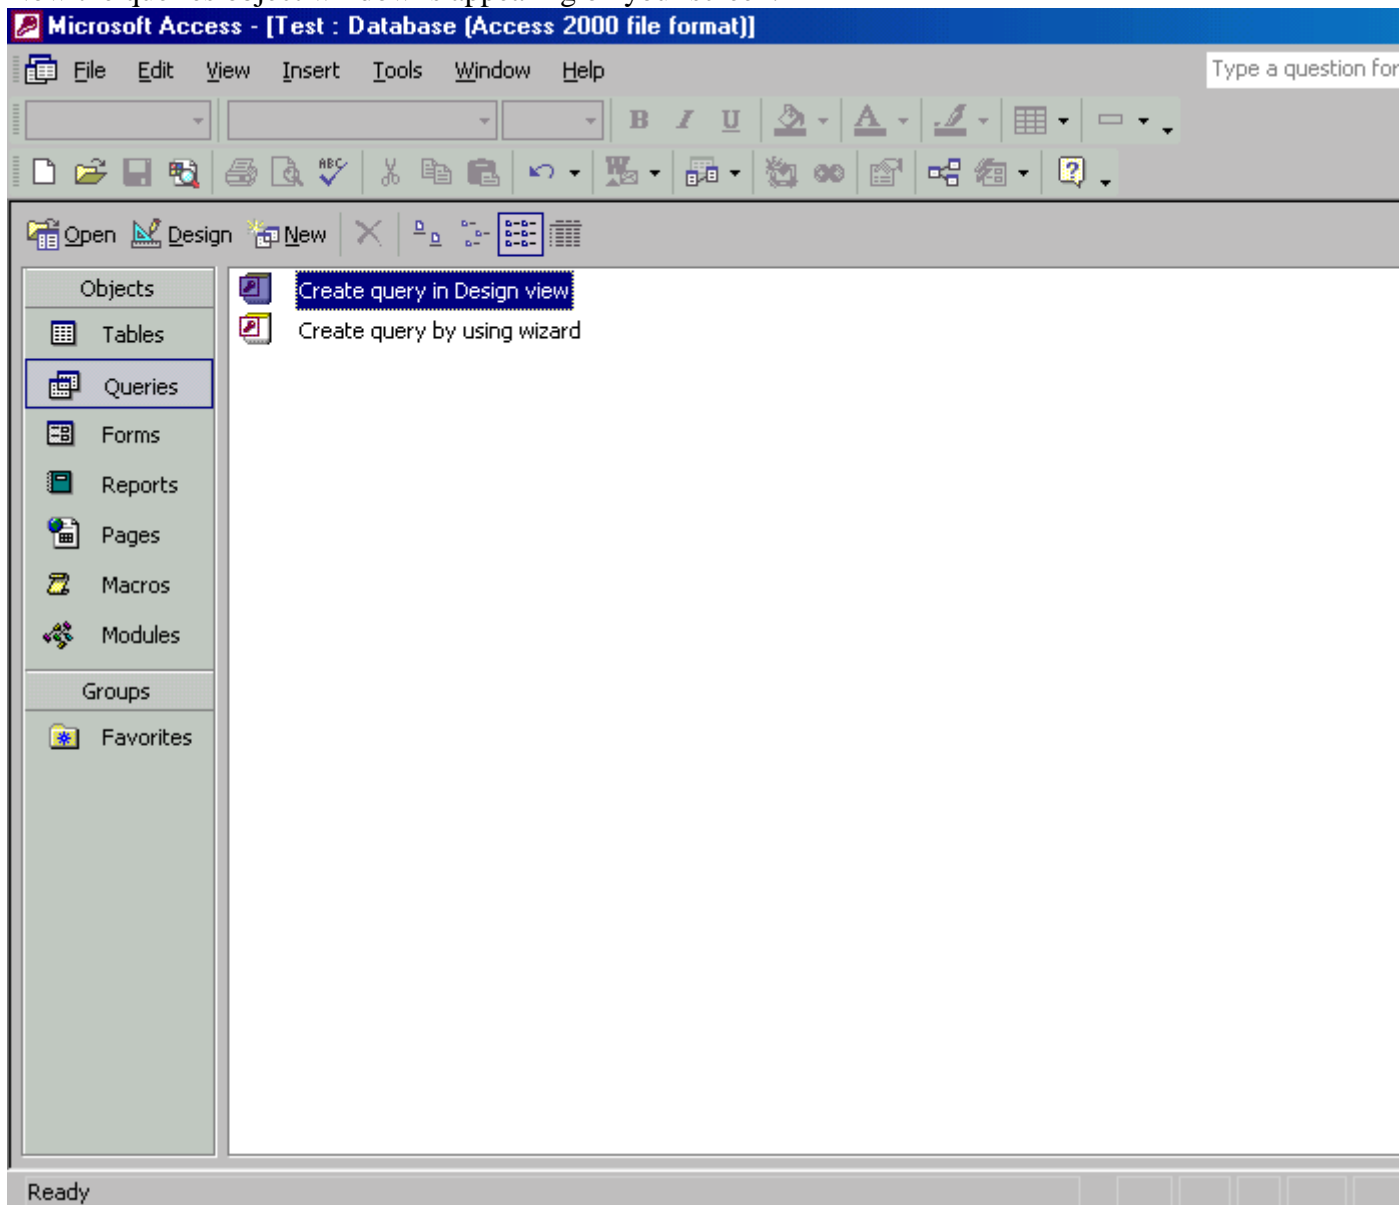 Microsoft Access - [Test : Database (Access 2000 file format)]
File Edit View Insert Tools Window Help
Type a question for
B I U A
ABC
Open Design New
Objects
Create query in Design view
Tables
Create query by using wizard
Queries
Forms
Reports
Pages
Macros
Modules
Groups
Favorites
Ready